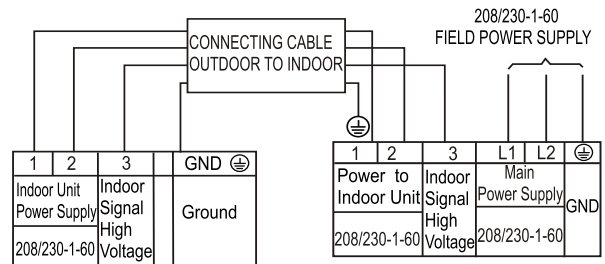 208/230-1-60
FIELD POWER SUPPLY
CONNECTING CABLE
OUTDOOR TO INDOOR
1 2 3 GND
Indoor Unit
Power Supply
208/230-1-60
Indoor
Signal
High
Voltage
Ground
1 2 3 L1 L2
Power to
Indoor Unit
208/230-1-60
Indoor
Signal
High
Voltage
Main
Power Supply
208/230-1-60
GND